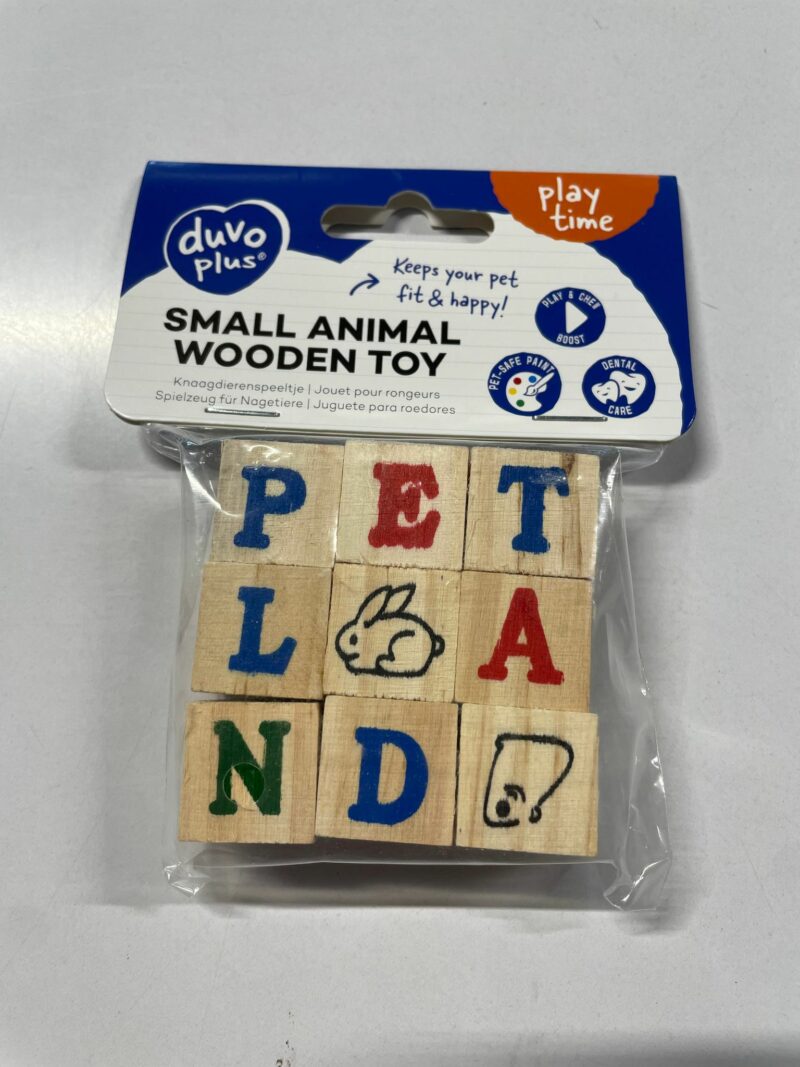 duvo
plus®
play
time
Keeps your pet
fit & happy!
PLAY & CHEW
BOOST
SMALL ANIMAL
WOODEN TOY
PET-SAFE PAINT
DENTAL
CARE
Knaagdierenspeeltje | Jouet pour rongeurs
Spielzeug für Nagetiere | Juguete para roedores
P E T
L A
N D